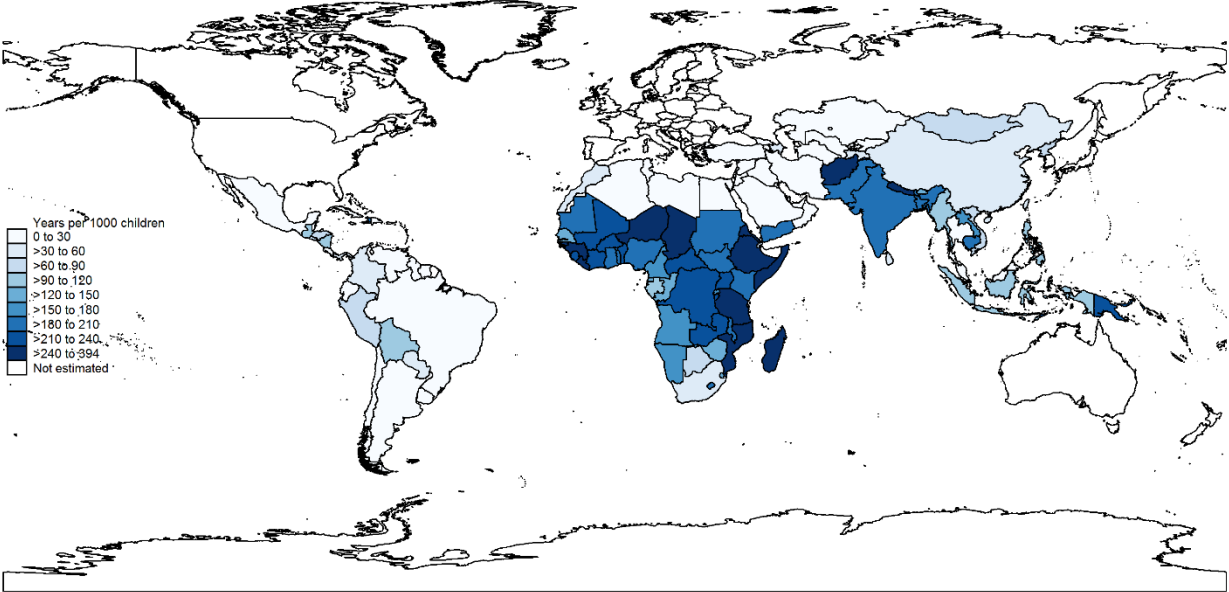 Years per 1000 children
0 to 30
>30 to 60
>60 to 90
>90 to 120
>120 to 150
>150 to 180
>180 to 210
>210 to 240
>240 to 394
Not estimated